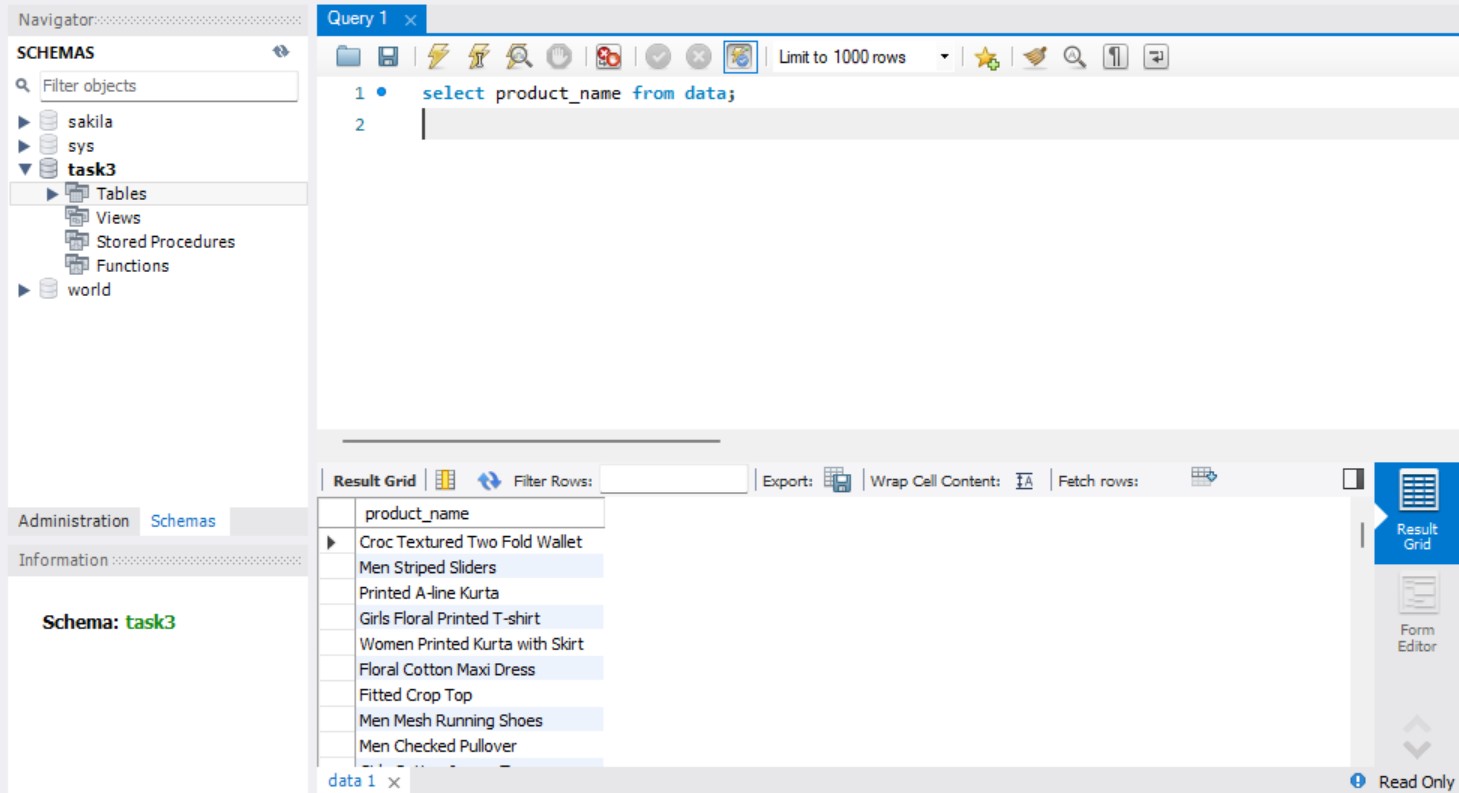 Navigator
SCHEMAS
Filter objects
sakila
sys
task3
Tables
Views
Stored Procedures
Functions
world
Administration Schemas
Information
Schema: task3
Query 1
Limit to 1000 rows
1 select product_name from data;
2
Result Grid Filter Rows: Export: Wrap Cell Content: Fetch rows:
product_name
Croc Textured Two Fold Wallet
Men Striped Sliders
Printed A-line Kurta
Girls Floral Printed T-shirt
Women Printed Kurta with Skirt
Floral Cotton Maxi Dress
Fitted Crop Top
Men Mesh Running Shoes
Men Checked Pullover
Result
Grid
Form
Editor
data 1
Read Only